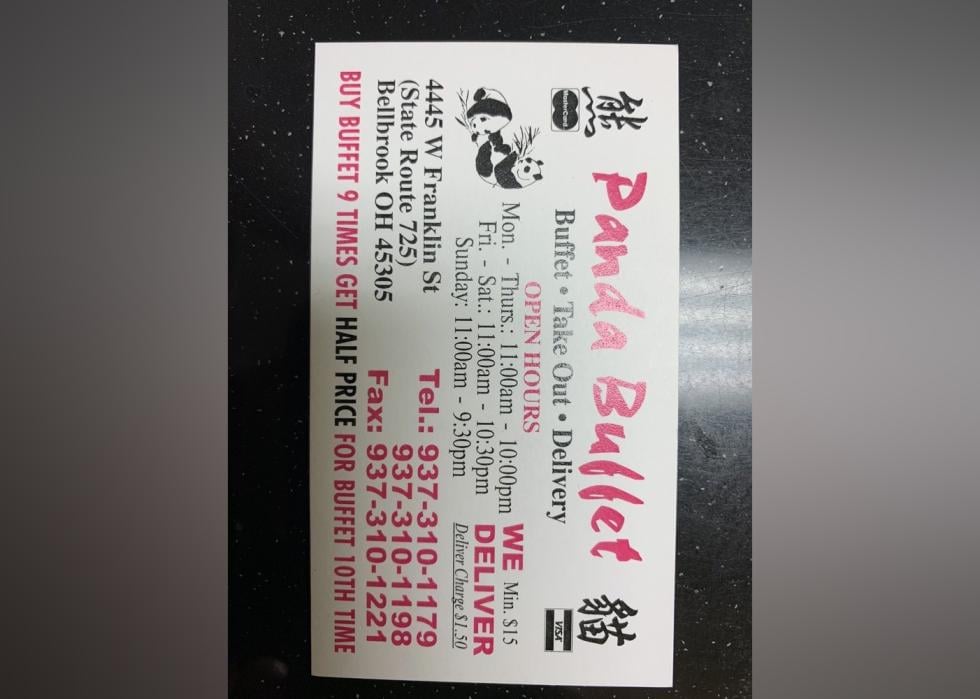 熊 Panda Buffet 貓
MasterCard
Buffet • Take Out • Delivery
VISA
OPEN HOURS
Mon. - Thurs.: 11:00am - 10:00pm
Fri. - Sat.: 11:00am - 10:30pm
Sunday: 11:00am - 9:30pm
WE Min. $15
DELIVER
Deliver Charge $1.50
4445 W Franklin St
(State Route 725)
Bellbrook OH 45305
Tel.: 937-310-1179
937-310-1198
Fax: 937-310-1221
BUY BUFFET 9 TIMES GET HALF PRICE FOR BUFFET 10TH TIME